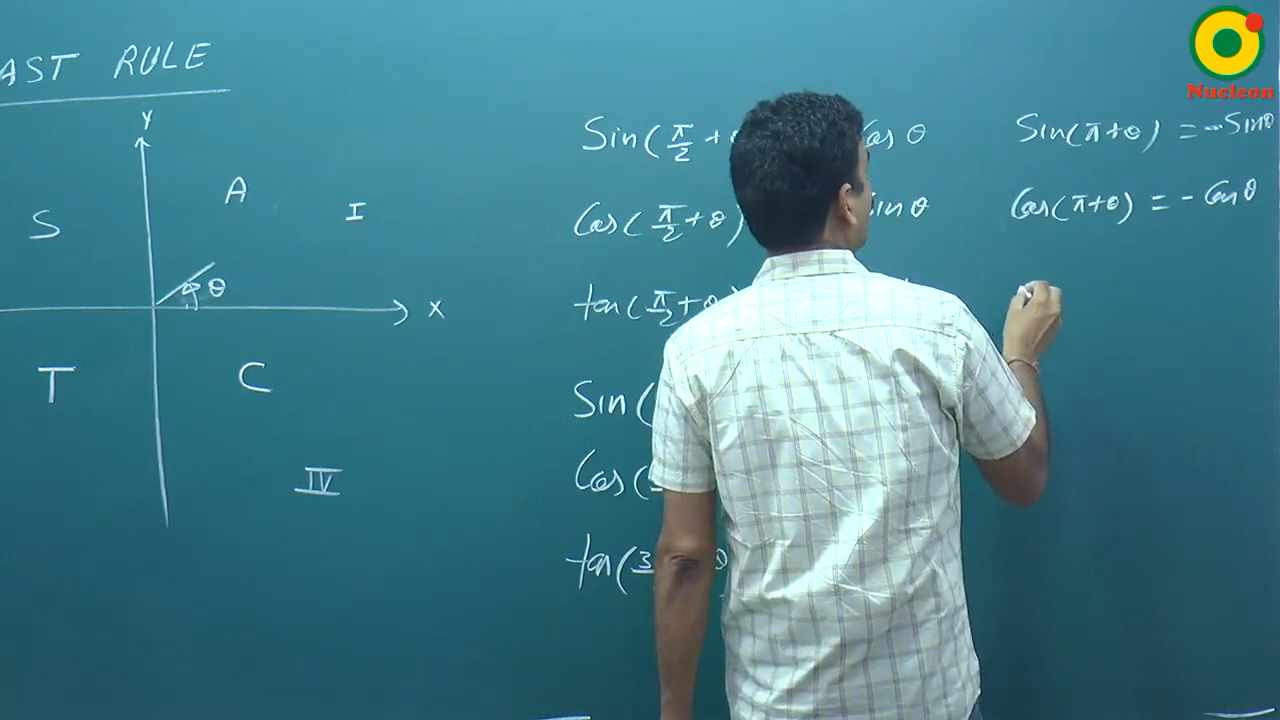 AST RULE
Y
A
I
S
θ
X
T
C
IV
Sin(π/2 + Cos θ
Cos(π/2 + θ) Sin θ
tan(π/2 + θ
Sin(
Cos(
tan(3
Sin(π+θ) = -Sinθ
Cos(π+θ) = -Cosθ
Nucleon